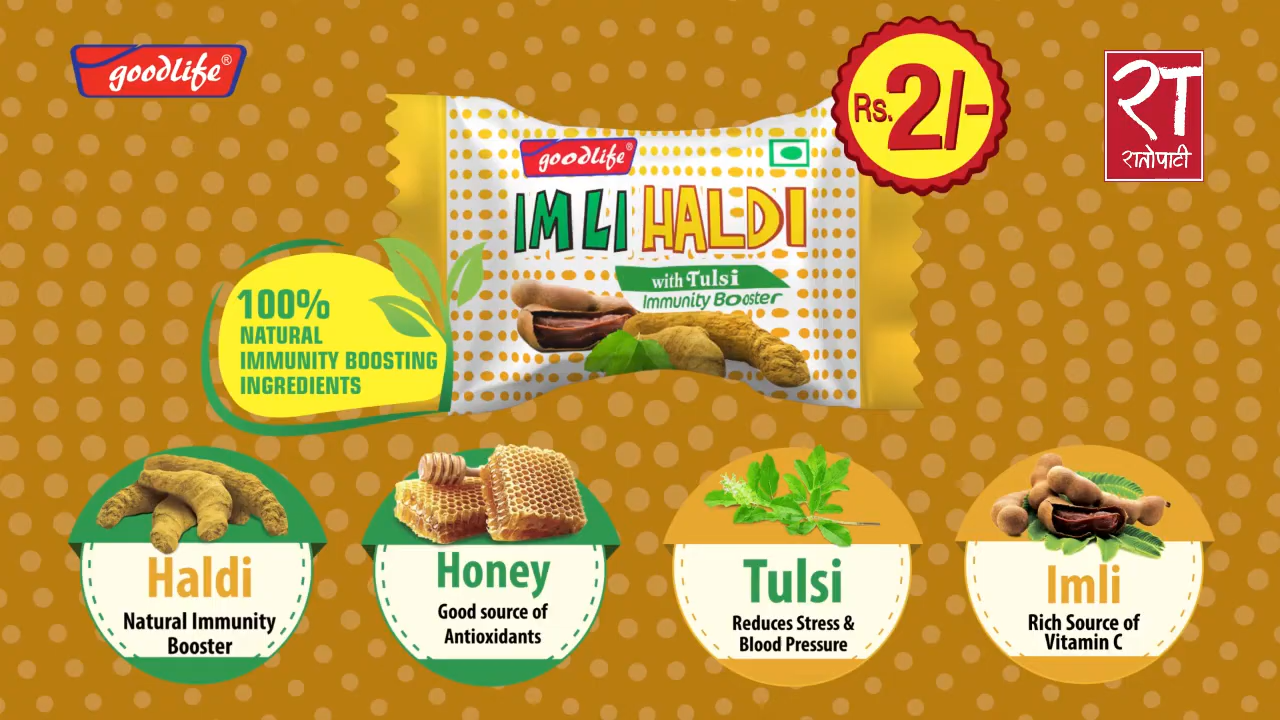 goodlife®
Rs. 2/-
रा
रातोपाटी
goodlife®
IMLI HALDI
with Tulsi
Immunity Booster
100%
NATURAL
IMMUNITY BOOSTING
INGREDIENTS
Haldi
Natural Immunity
Booster
Honey
Good source of
Antioxidants
Tulsi
Reduces Stress &
Blood Pressure
Imli
Rich Source of
Vitamin C